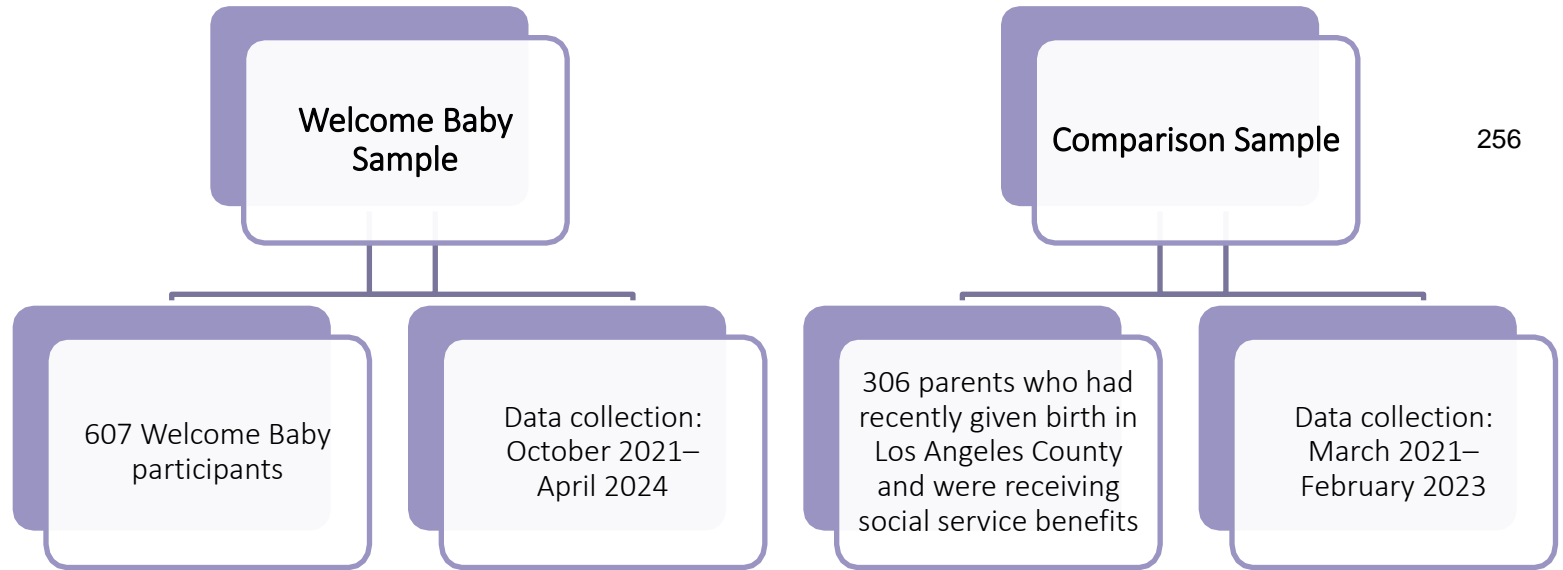 Welcome Baby
Sample
Comparison Sample
256
607 Welcome Baby
participants
Data collection:
October 2021–
April 2024
306 parents who had
recently given birth in
Los Angeles County
and were receiving
social service benefits
Data collection:
March 2021–
February 2023